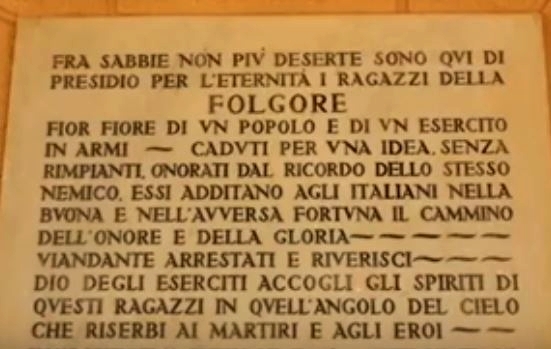 FRA SABBIE NON PIV' DESERTE SONO QVI DI
PRESIDIO PER L'ETERNITÀ I RAGAZZI DELLA
FOLGORE
FIOR FIORE DI VN POPOLO E DI VN ESERCITO
IN ARMI — CADVTI PER VNA IDEA, SENZA
RIMPIANTI, ONORATI DAL RICORDO DELLO STESSO
NEMICO, ESSI ADDITANO AGLI ITALIANI NELLA
BVONA E NELL'AVVERSA FORTVNA IL CAMMINO
DELL'ONORE E DELLA GLORIA—————
VIANDANTE ARRESTATI E RIVERISCI————
DIO DEGLI ESERCITI ACCOGLI GLI SPIRITI DI
QVESTI RAGAZZI IN QVELL'ANGOLO DEL CIELO
CHE RISERBI AI MARTIRI E AGLI EROI ——